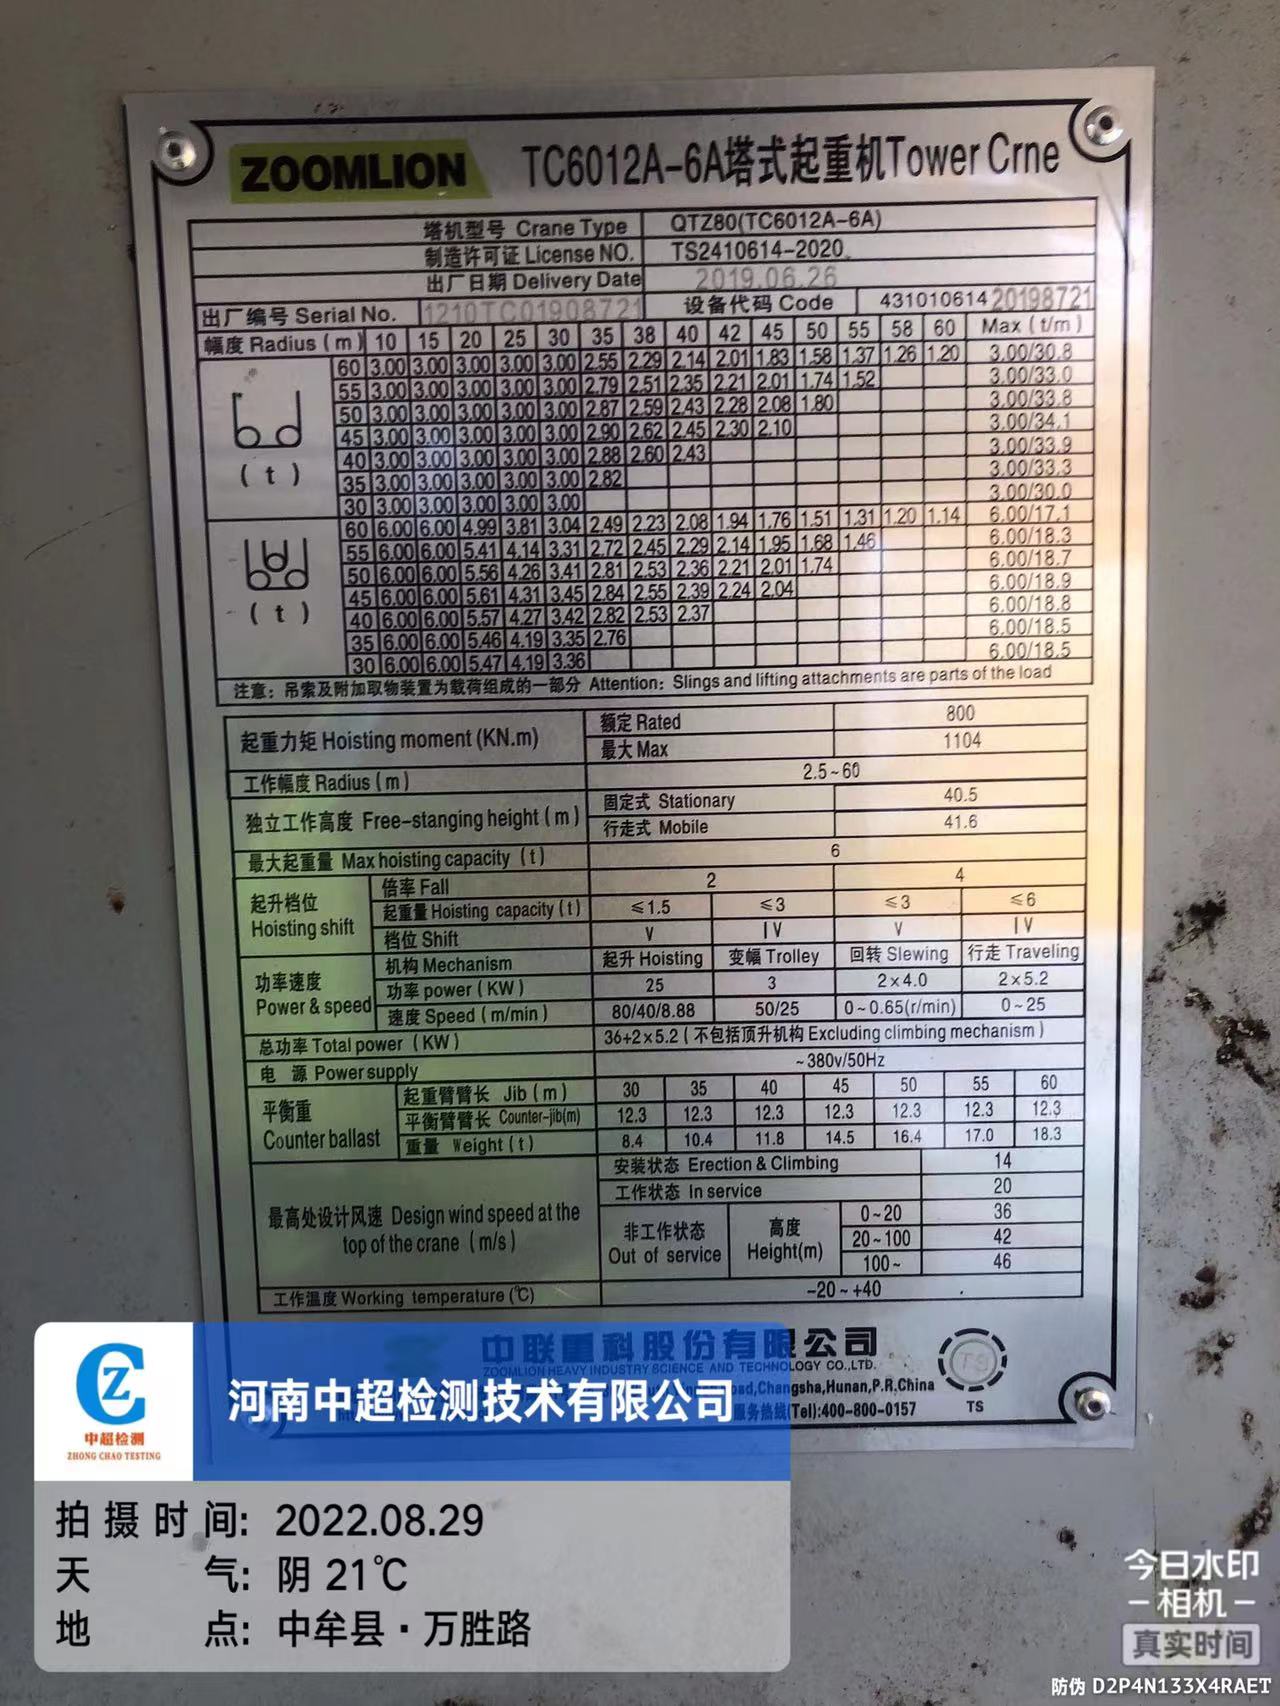 ZOOMLION TC6012A-6A塔式起重机Tower Crne
塔机型号 Crane Type QTZ80(TC6012A-6A)
制造许可证 License NO. TS2410614-2020
出厂日期 Delivery Date 2019.06.26
出厂编号 Serial No. 1210TC01908721 设备代码 Code 43101061420198721
幅度 Radius (m) 10 15 20 25 30 35 38 40 42 45 50 55 58 60 Max (t/m)
60 3.00 3.00 3.00 3.00 3.00 2.55 2.29 2.14 2.01 1.83 1.58 1.37 1.26 1.20 3.00/30.8
55 3.00 3.00 3.00 3.00 3.00 2.79 2.51 2.35 2.21 2.01 1.74 1.52 3.00/33.0
50 3.00 3.00 3.00 3.00 3.00 2.87 2.59 2.43 2.28 2.08 1.80 3.00/33.8
45 3.00 3.00 3.00 3.00 3.00 2.90 2.62 2.45 2.30 2.10 3.00/34.1
(t) 40 3.00 3.00 3.00 3.00 3.00 2.88 2.60 2.43 3.00/33.9
35 3.00 3.00 3.00 3.00 3.00 2.82 3.00/33.3
30 3.00 3.00 3.00 3.00 3.00 3.00/30.0
60 6.00 6.00 4.99 3.81 3.04 2.49 2.23 2.08 1.94 1.76 1.51 1.31 1.20 1.14 6.00/17.1
55 6.00 6.00 5.41 4.14 3.31 2.72 2.45 2.29 2.14 1.95 1.68 1.46 6.00/18.3
50 6.00 6.00 5.56 4.26 3.41 2.81 2.53 2.36 2.21 2.01 1.74 6.00/18.7
45 6.00 6.00 5.61 4.31 3.45 2.84 2.55 2.39 2.24 2.04 6.00/18.9
(t) 40 6.00 6.00 5.57 4.27 3.42 2.82 2.53 2.37 6.00/18.8
35 6.00 6.00 5.46 4.19 3.35 2.76 6.00/18.5
30 6.00 6.00 5.47 4.19 3.36 6.00/18.5
注意：吊索及附加取物装置为载荷组成的一部分 Attention: Slings and lifting attachments are parts of the load
起重力矩 Hoisting moment (KN.m) 额定 Rated 800
最大 Max 1104
工作幅度 Radius (m) 2.5~60
独立工作高度 Free-stanging height (m) 固定式 Stationary 40.5
行走式 Mobile 41.6
最大起重量 Max hoisting capacity (t) 6
起升档位 Hoisting shift 倍率 Fall 2 4
起重量 Hoisting capacity (t) ≤1.5 ≤3 ≤3 ≤6
档位 Shift V IV V IV
功率速度 Power & speed 机构 Mechanism 起升 Hoisting 变幅 Trolley 回转 Slewing 行走 Traveling
功率 power (KW) 25 3 2×4.0 2×5.2
速度 Speed (m/min) 80/40/8.88 50/25 0~0.65(r/min) 0~25
总功率 Total power (KW) 36+2×5.2 (不包括顶升机构 Excluding climbing mechanism)
电 源 Power supply ~380v/50Hz
平衡重 Counter ballast 起重臂臂长 Jib (m) 30 35 40 45 50 55 60
平衡臂臂长 Counter-jib(m) 12.3 12.3 12.3 12.3 12.3 12.3 12.3
重量 Weight (t) 8.4 10.4 11.8 14.5 16.4 17.0 18.3
最高处设计风速 Design wind speed at the top of the crane (m/s) 安装状态 Erection & Climbing 14
工作状态 In service 20
非工作状态 Out of service 高度 Height(m) 0~20 36
20~100 42
100~ 46
工作温度 Working temperature (℃) -20~+40
中联重科股份有限公司
ZOOMLION HEAVY INDUSTRY SCIENCE AND TECHNOLOGY CO.,LTD.
Changsha,Hunan,P.R.China
服务热线(Tel):400-800-0157
TS
TS
中超检测
ZHONG CHAO TESTING
河南中超检测技术有限公司
拍摄时间: 2022.08.29
天 气: 阴 21℃
地 点: 中牟县·万胜路
今日水印
相机
真实时间
防伪 D2P4N133X4RAET